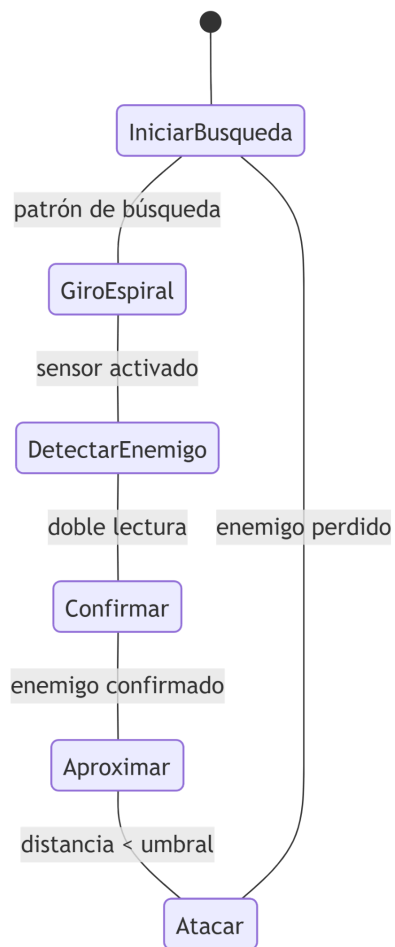 IniciarBusqueda
patrón de búsqueda
GiroEspiral
sensor activado
DetectarEnemigo
doble lectura
enemigo perdido
Confirmar
enemigo confirmado
Aproximar
distancia < umbral
Atacar